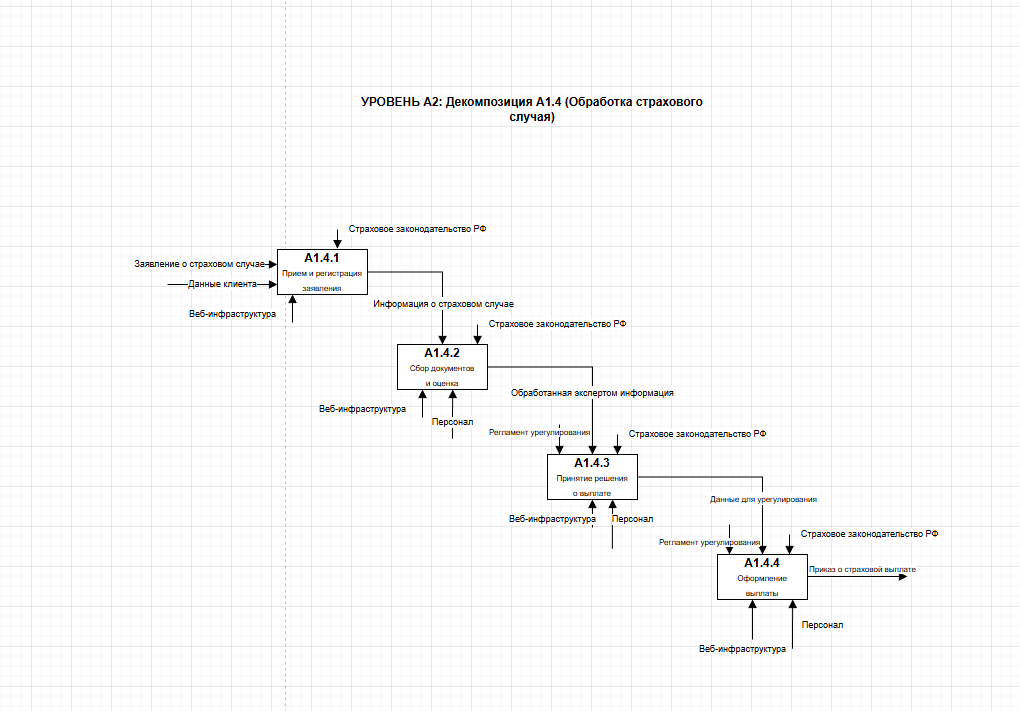 УРОВЕНЬ А2: Декомпозиция А1.4 (Обработка страхового
случая)
Страховое законодательство РФ
Заявление о страховом случае
Данные клиента
А1.4.1
Прием и регистрация
заявления
Веб-инфраструктура
Информация о страховом случае
Страховое законодательство РФ
А1.4.2
Сбор документов
и оценка
Веб-инфраструктура
Персонал
Обработанная экспертом информация
Регламент урегулирования
Страховое законодательство РФ
А1.4.3
Принятие решения
о выплате
Веб-инфраструктура
Персонал
Данные для урегулирования
Регламент урегулирования
Страховое законодательство РФ
А1.4.4
Оформление
выплаты
Приказ о страховой выплате
Персонал
Веб-инфраструктура